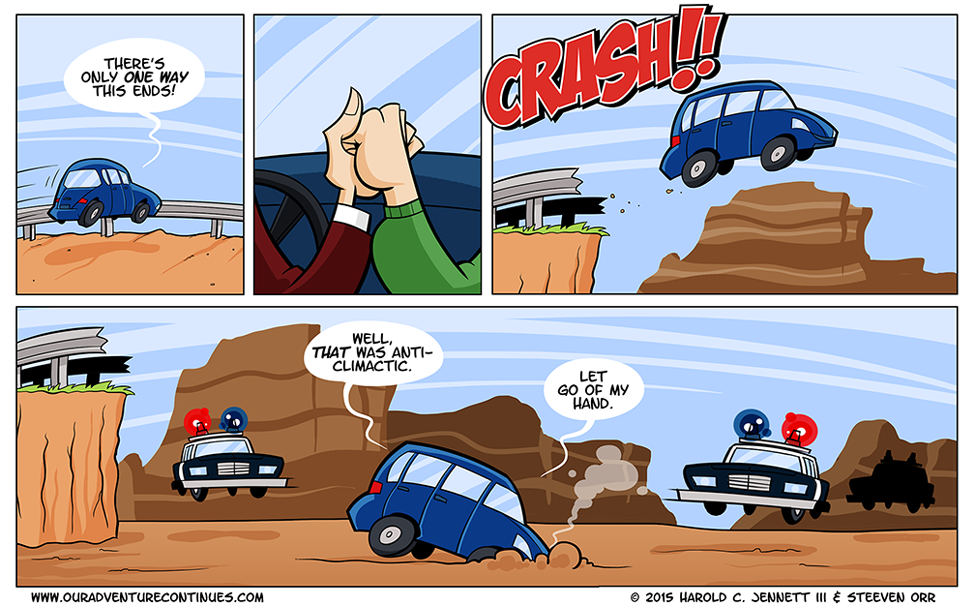 THERE'S
ONLY ONE WAY
THIS ENDS!
CRASH!!
WELL,
THAT WAS ANTI-
CLIMACTIC.
LET
GO OF MY
HAND.
WWW.OURADVENTURECONTINUES.COM
© 2015 HAROLD C. JENNETT III & STEEVEN ORR